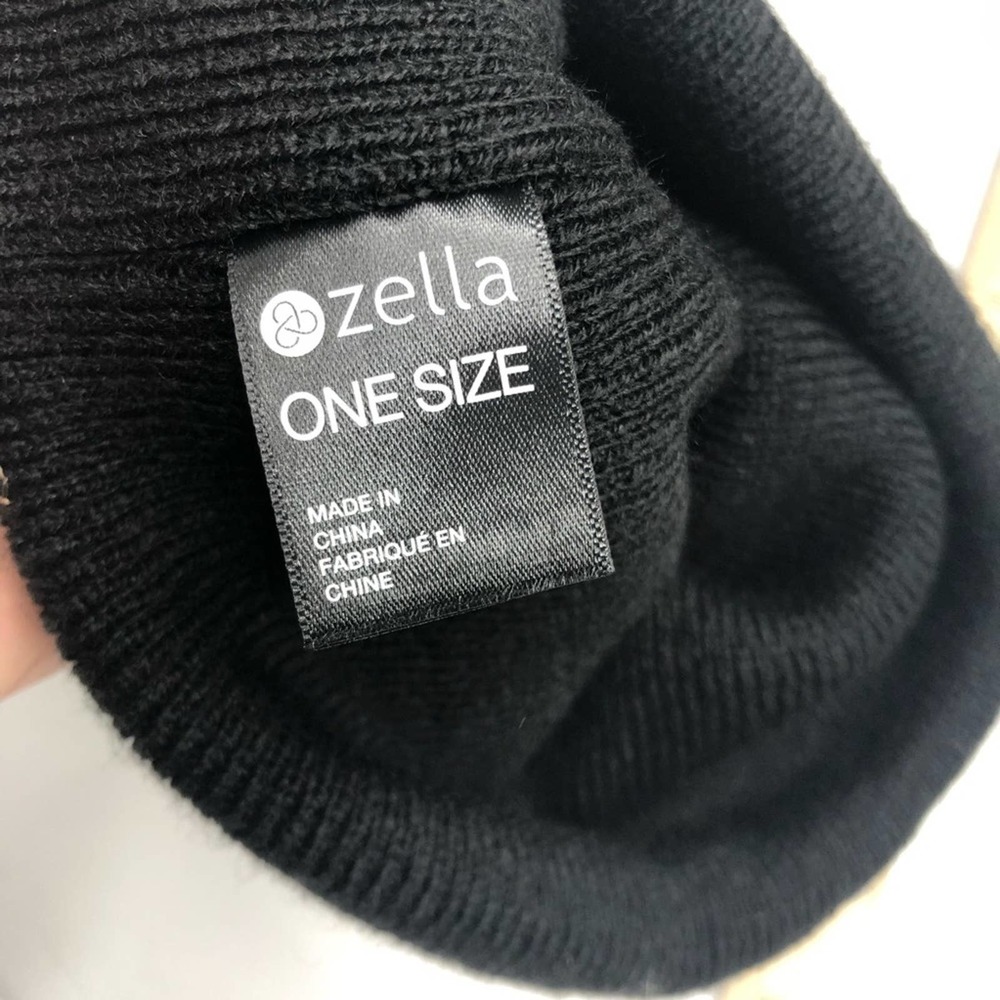 zella
ONE SIZE
MADE IN
CHINA
FABRIQUÉ EN
CHINE